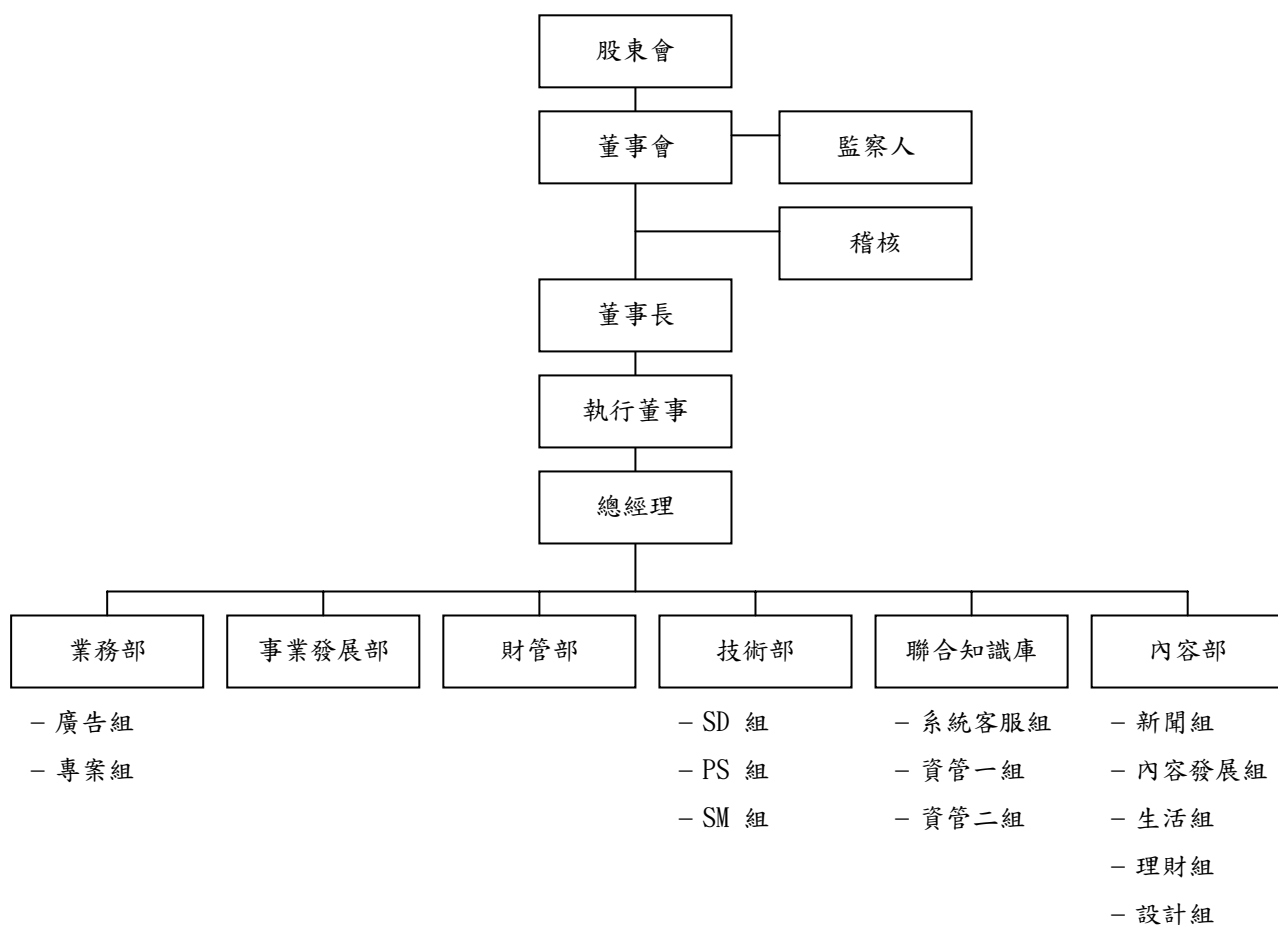 股東會
董事會
監察人
稽核
董事長
執行董事
總經理
業務部
事業發展部
財管部
技術部
聯合知識庫
內容部
– 廣告組
– 專案組
– SD 組
– PS 組
– SM 組
– 系統客服組
– 資管一組
– 資管二組
– 新聞組
– 內容發展組
– 生活組
– 理財組
– 設計組